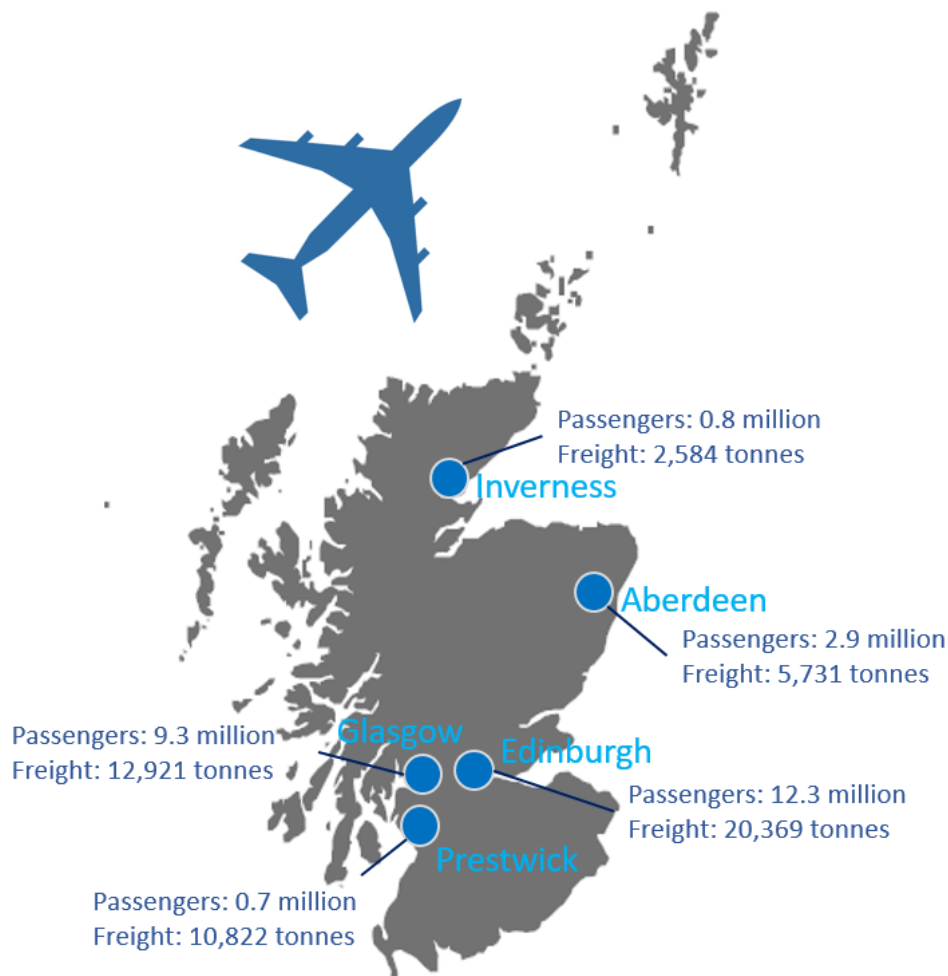 Passengers: 0.8 million
Freight: 2,584 tonnes
Inverness
Aberdeen
Passengers: 2.9 million
Freight: 5,731 tonnes
Glasgow
Passengers: 9.3 million
Freight: 12,921 tonnes
Edinburgh
Passengers: 12.3 million
Freight: 20,369 tonnes
Prestwick
Passengers: 0.7 million
Freight: 10,822 tonnes